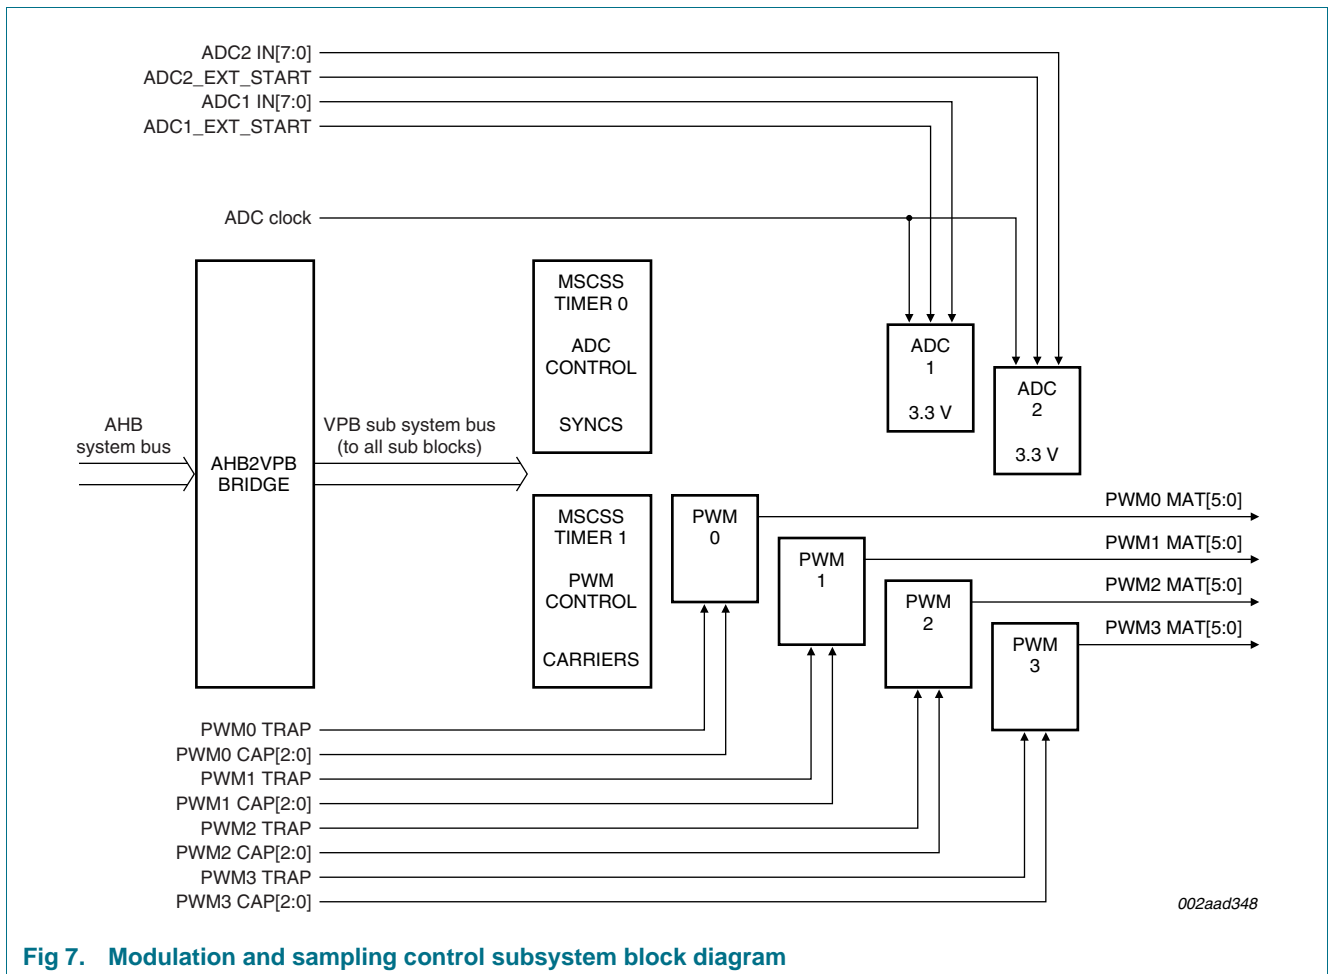 ADC2 IN[7:0]
ADC2_EXT_START
ADC1 IN[7:0]
ADC1_EXT_START
ADC clock
MSCSS
TIMER 0
ADC
CONTROL
SYNCS
ADC
1
3.3 V
ADC
2
3.3 V
AHB
system bus
AHB2VPB
BRIDGE
VPB sub system bus
(to all sub blocks)
MSCSS
TIMER 1
PWM
CONTROL
CARRIERS
PWM
0
PWM
1
PWM
2
PWM
3
PWM0 MAT[5:0]
PWM1 MAT[5:0]
PWM2 MAT[5:0]
PWM3 MAT[5:0]
PWM0 TRAP
PWM0 CAP[2:0]
PWM1 TRAP
PWM1 CAP[2:0]
PWM2 TRAP
PWM2 CAP[2:0]
PWM3 TRAP
PWM3 CAP[2:0]
002aad348
Fig 7. Modulation and sampling control subsystem block diagram